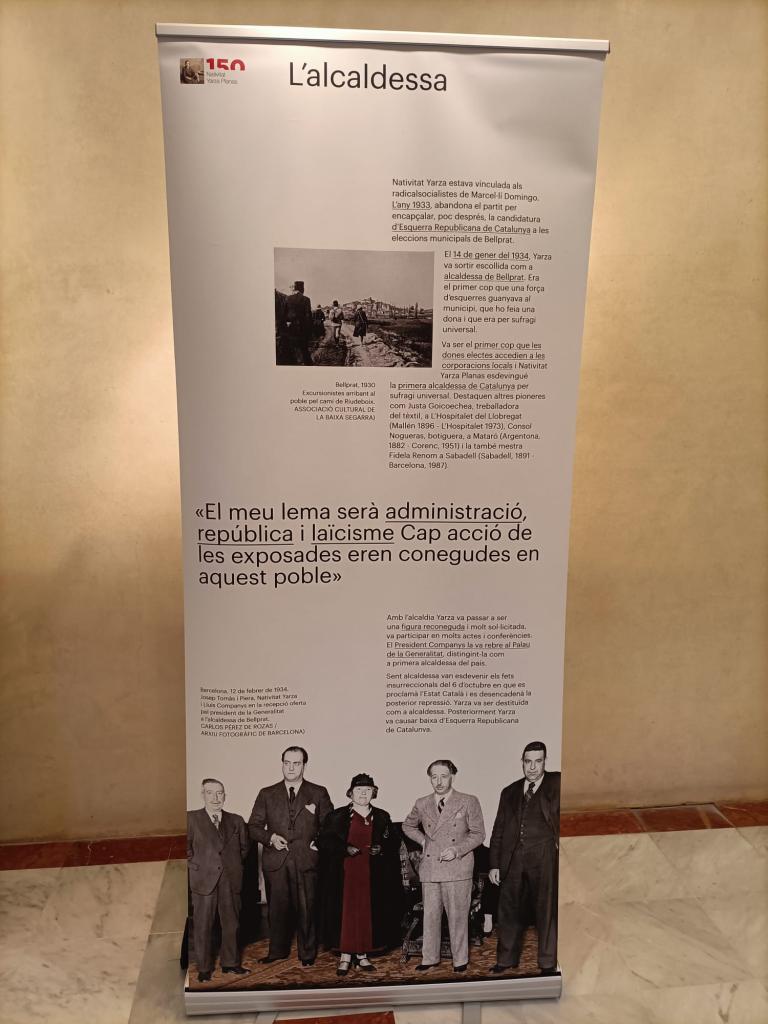 150
Nativitat
Yarza Planas
L'alcaldessa
Nativitat Yarza estava vinculada als
radicalsocialistes de Marcel·lí Domingo.
L'any 1933, abandona el partit per
encapçalar, poc després, la candidatura
d'Esquerra Republicana de Catalunya a les
eleccions municipals de Bellprat.
El 14 de gener del 1934, Yarza
va sortir escollida com a
alcaldessa de Bellprat. Era
el primer cop que una força
d'esquerres guanyava al
municipi, que ho feia una
dona i que era per sufragi
universal.
Va ser el primer cop que les
dones electes accedien a les
corporacions locals i Nativitat
Yarza Planas esdevingué
la primera alcaldessa de Catalunya per
sufragi universal. Destaquen altres pioneres
com Justa Goicoechea, treballadora
del tèxtil, a L'Hospitalet del Llobregat
(Mallén 1896 - L'Hospitalet 1973), Consol
Nogueras, botiguera, a Mataró (Argentona,
1882 - Corenc, 1951) i la també mestra
Fidela Renom a Sabadell (Sabadell, 1891 -
Barcelona, 1987).
Bellprat, 1930
Excursionistes arribant al
poble pel camí de Riudeboix.
ASSOCIACIÓ CULTURAL DE
LA BAIXA SEGARRA)
«El meu lema serà administració,
república i laïcisme Cap acció de
les exposades eren conegudes en
aquest poble»
Amb l'alcaldia Yarza va passar a ser
una figura reconeguda i molt sol·licitada,
va participar en molts actes i conferències.
El President Companys la va rebre al Palau
de la Generalitat, distingint-la com
a primera alcaldessa del país.
Sent alcaldessa van esdevenir els fets
insurreccionals del 6 d'octubre en que es
proclamà l'Estat Català i es desencadenà la
posterior repressió. Yarza va ser destituïda
com a alcaldessa. Posteriorment Yarza
va causar baixa d'Esquerra Republicana
de Catalunya.
Barcelona, 12 de febrer de 1934.
Josep Tomàs i Piera, Nativitat Yarza
i Lluís Companys en la recepció oferta
pel president de la Generalitat
a l'alcaldessa de Bellprat.
CARLOS PÉREZ DE ROZAS /
ARXIU FOTOGRÀFIC DE BARCELONA)